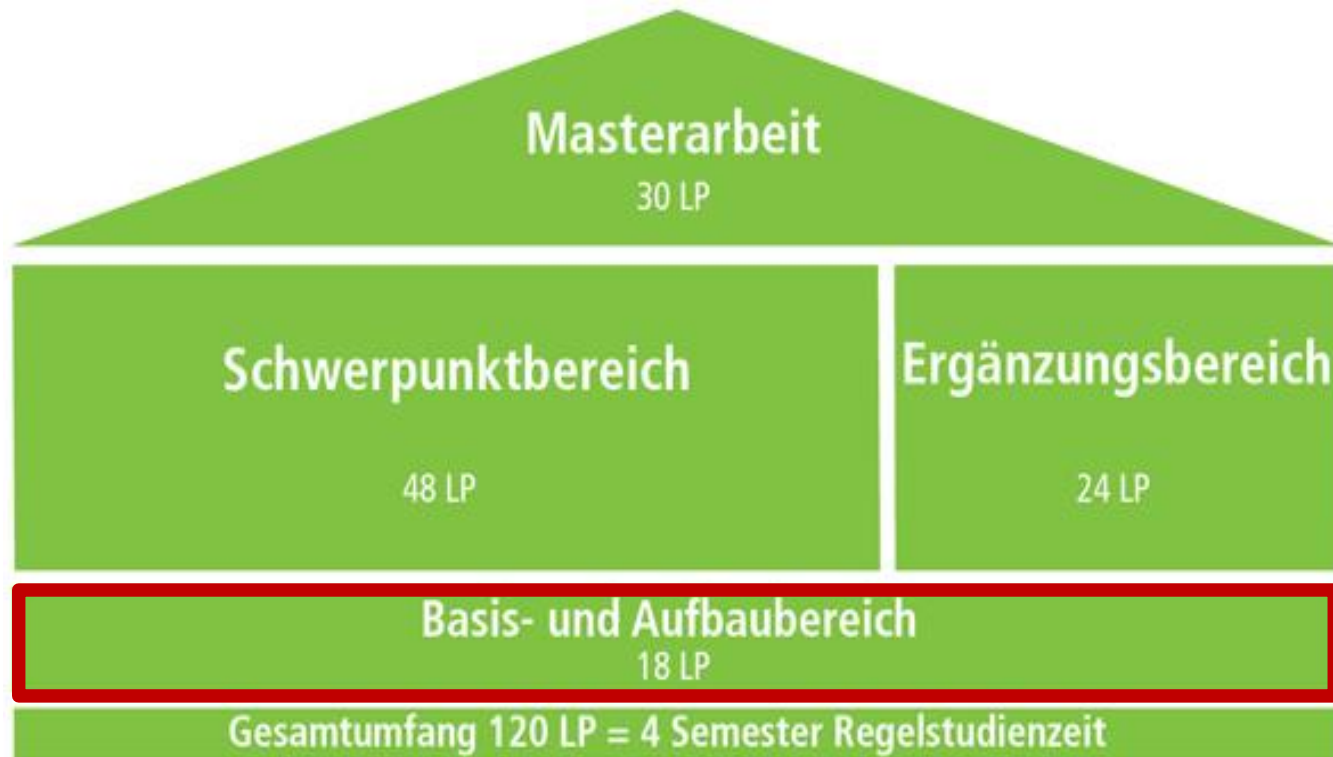 Masterarbeit
30 LP
Schwerpunktbereich
48 LP
Ergänzungsbereich
24 LP
Basis- und Aufbaubereich
18 LP
Gesamtumfang 120 LP = 4 Semester Regelstudienzeit